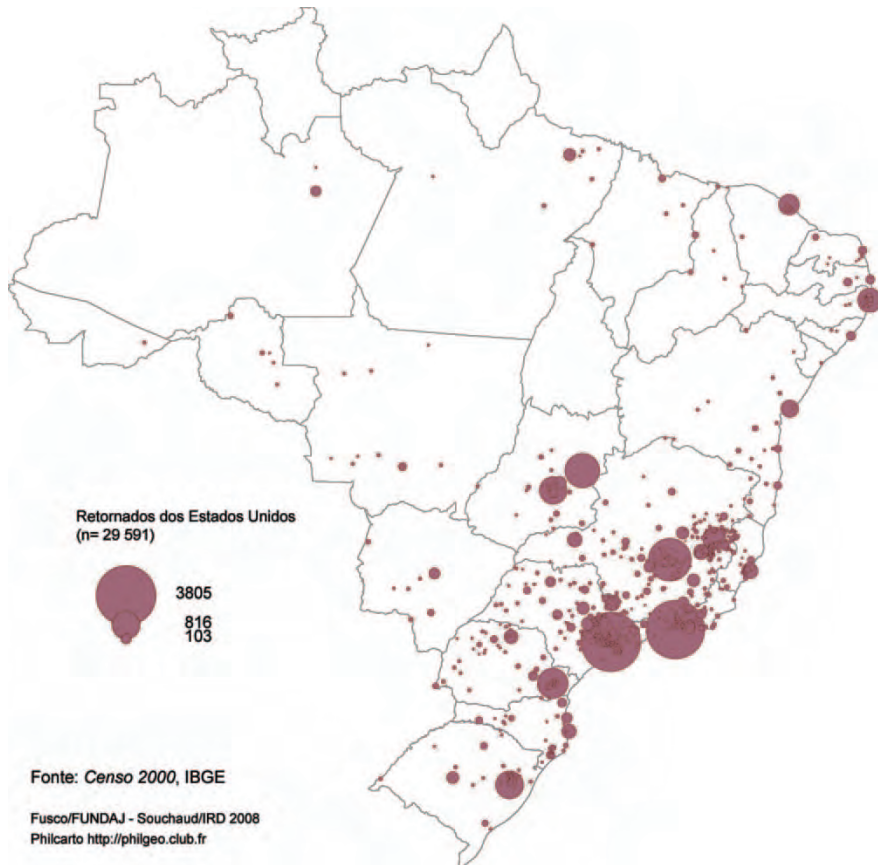 Retornados dos Estados Unidos
(n= 29 591)
3805
816
103
Fonte: Censo 2000, IBGE
Fusco/FUNDAJ - Souchaud/IRD 2008
Philcarto http://philgeo.club.fr